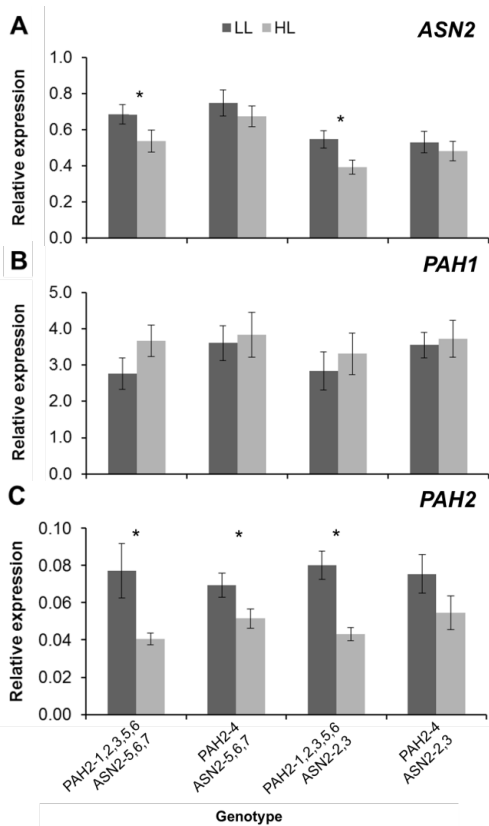 A
LL HL
ASN2
Relative expression
1.0
0.8
*
*
0.6
0.4
0.2
0.0
B
PAH1
Relative expression
5.0
4.0
3.0
2.0
1.0
0.0
C
PAH2
Relative expression
0.10
*
*
*
0.08
0.06
0.04
0.02
0.00
PAH2-1,2,3,5,6
ASN2-5,6,7
PAH2-4
ASN2-5,6,7
PAH2-1,2,3,5,6
ASN2-2,3
PAH2-4
ASN2-2,3
Genotype